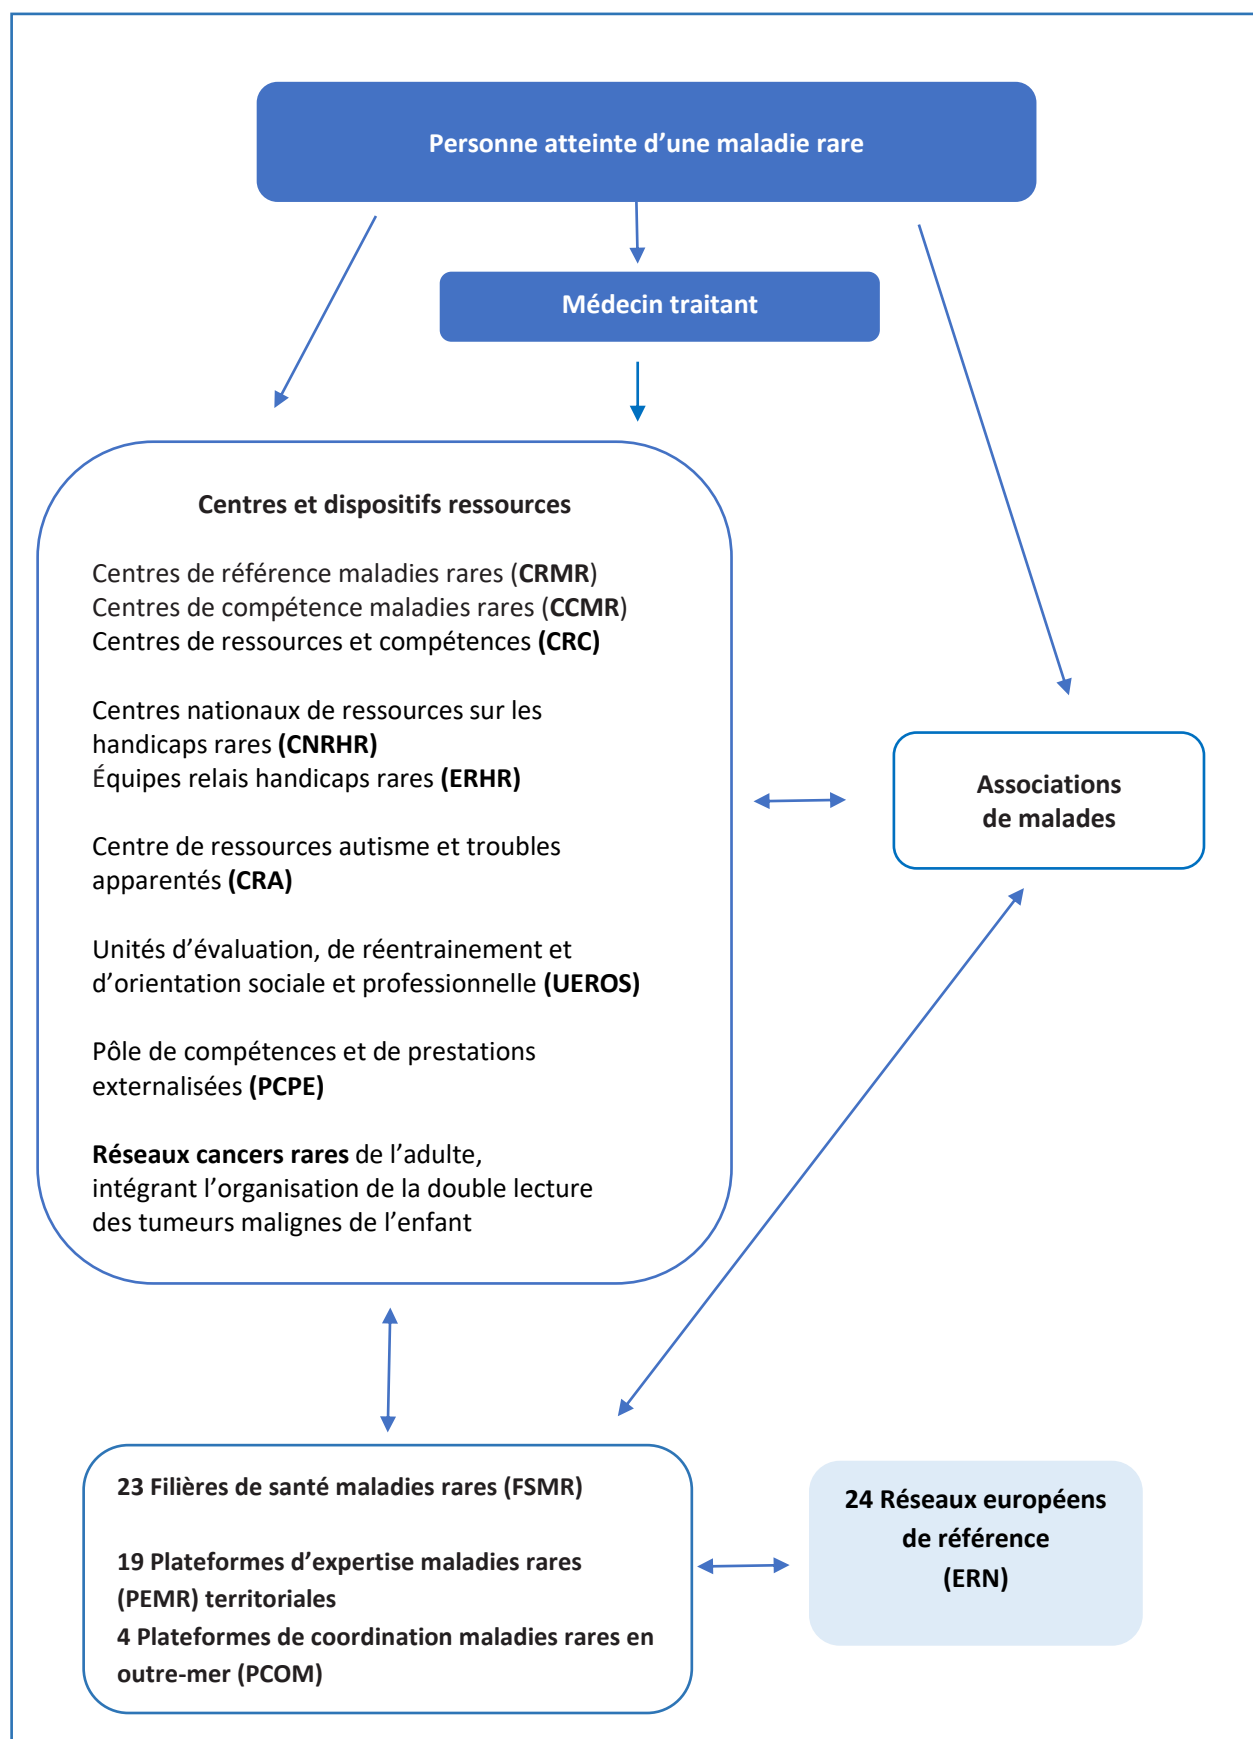 Personne atteinte d’une maladie rare
Médecin traitant
Centres et dispositifs ressources
Centres de référence maladies rares (CRMR)
Centres de compétence maladies rares (CCMR)
Centres de ressources et compétences (CRC)
Centres nationaux de ressources sur les
handicaps rares (CNRHR)
Équipes relais handicaps rares (ERHR)
Centre de ressources autisme et troubles
apparentés (CRA)
Unités d’évaluation, de réentrainement et
d’orientation sociale et professionnelle (UEROS)
Pôle de compétences et de prestations
externalisées (PCPE)
Réseaux cancers rares de l’adulte,
intégrant l’organisation de la double lecture
des tumeurs malignes de l’enfant
Associations
de malades
23 Filières de santé maladies rares (FSMR)
19 Plateformes d’expertise maladies rares
(PEMR) territoriales
4 Plateformes de coordination maladies rares en
outre-mer (PCOM)
24 Réseaux européens
de référence
(ERN)